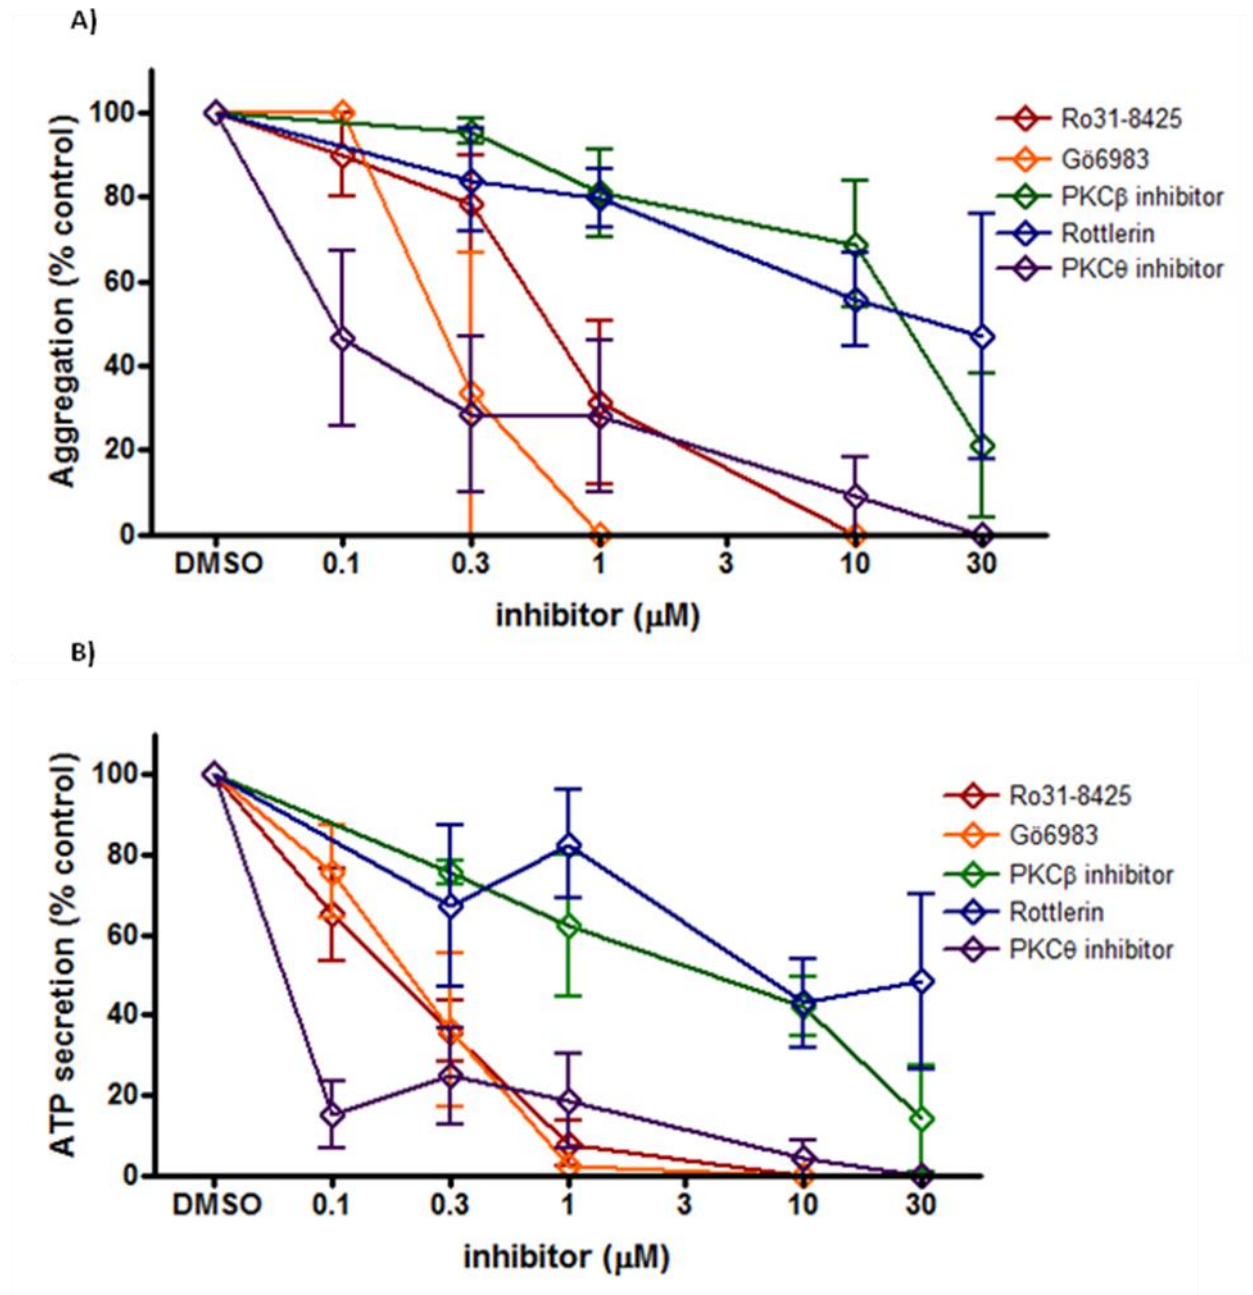 A)
Aggregation (% control)
100
80
60
40
20
0
DMSO 0.1 0.3 1 3 10 30
inhibitor (µM)
Ro31-8425
Gö6983
PKCβ inhibitor
Rottlerin
PKCθ inhibitor
B)
ATP secretion (% control)
100
80
60
40
20
0
DMSO 0.1 0.3 1 3 10 30
inhibitor (µM)
Ro31-8425
Gö6983
PKCβ inhibitor
Rottlerin
PKCθ inhibitor